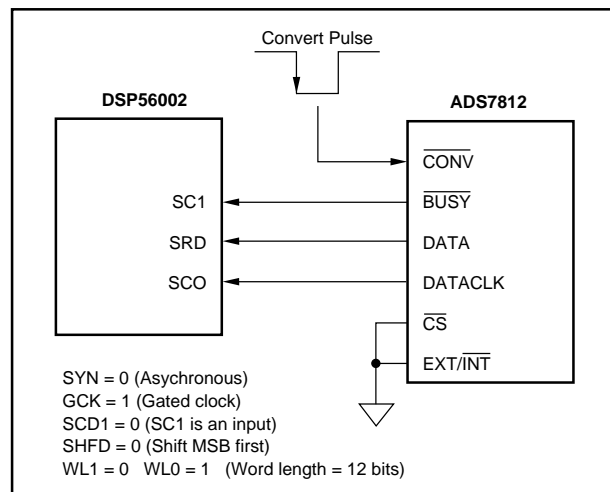 Convert Pulse
DSP56002
ADS7812
CONV
SC1
BUSY
SRD
DATA
SCO
DATACLK
CS
EXT/INT
SYN = 0 (Asychronous)
GCK = 1 (Gated clock)
SCD1 = 0 (SC1 is an input)
SHFD = 0 (Shift MSB first)
WL1 = 0 WL0 = 1 (Word length = 12 bits)